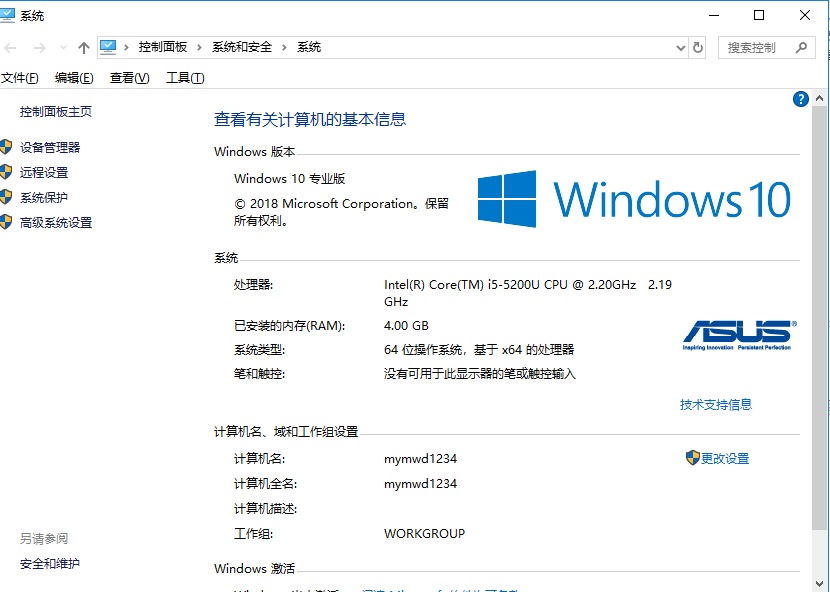 系统
控制面板 系统和安全 系统
搜索控制
文件(F) 编辑(E) 查看(V) 工具(T)
控制面板主页
设备管理器
远程设置
系统保护
高级系统设置
另请参阅
安全和维护
查看有关计算机的基本信息
Windows 版本
Windows 10 专业版
© 2018 Microsoft Corporation。保留
所有权利。
Windows 10
系统
处理器: Intel(R) Core(TM) i5-5200U CPU @ 2.20GHz 2.19
GHz
已安装的内存(RAM): 4.00 GB
系统类型: 64 位操作系统，基于 x64 的处理器
笔和触控: 没有可用于此显示器的笔或触控输入
ASUS
Inspiring Innovation Persistent Perfection
技术支持信息
计算机名、域和工作组设置
计算机名: mymwd1234
更改设置
计算机全名: mymwd1234
计算机描述:
工作组: WORKGROUP
Windows 激活